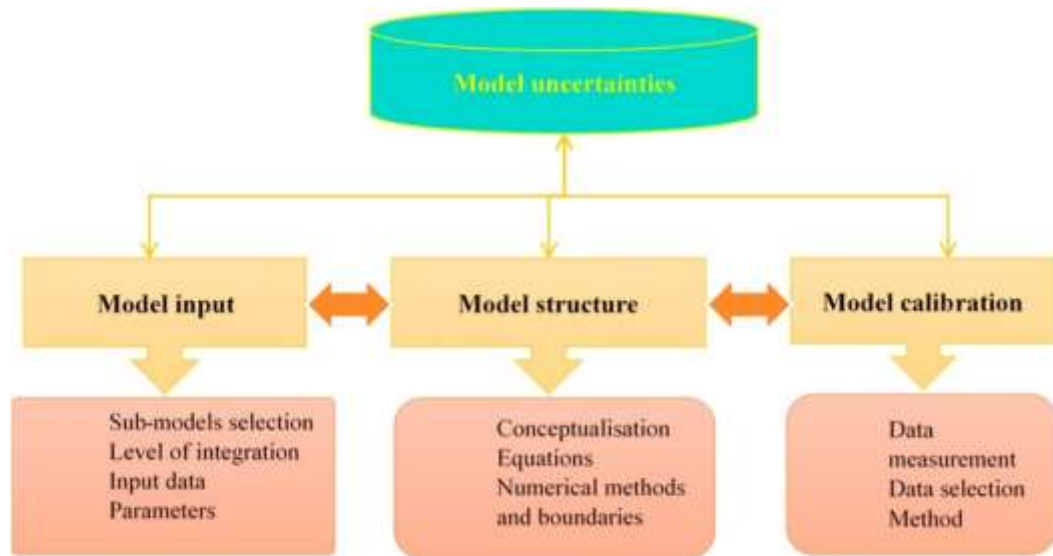 Model uncertainties
Model input
Model structure
Model calibration
Sub-models selection
Level of integration
Input data
Parameters
Conceptualisation
Equations
Numerical methods
and boundaries
Data
measurement
Data selection
Method